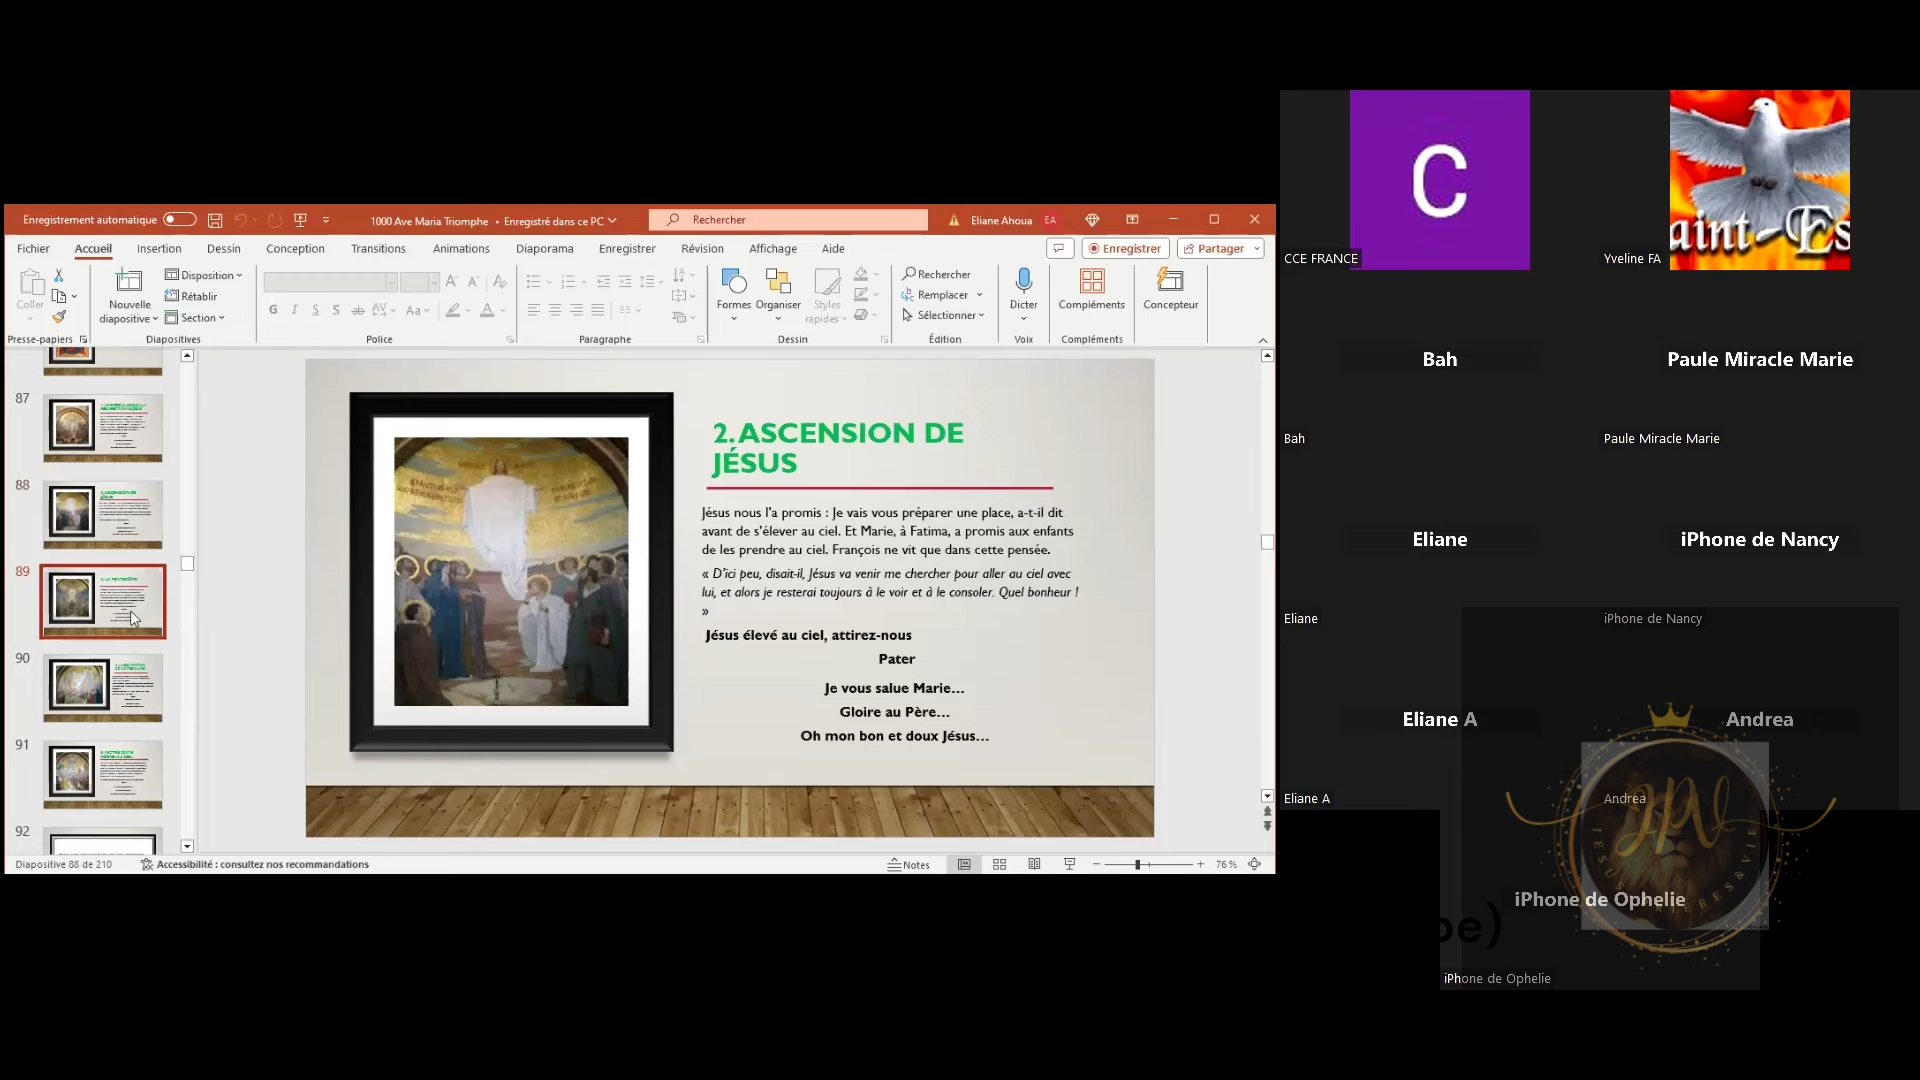 Enregistrement automatique
1000 Ave Maria Triomphe • Enregistré dans ce PC
Rechercher
Eliane Ahoua EA
Fichier Accueil Insertion Dessin Conception Transitions Animations Diaporama Enregistrer Révision Affichage Aide
Enregistrer Partager
Coller
Nouvelle diapositive
Disposition
Rétablir
Section
G I S S ab AV Aa A
Formes Organiser Styles rapides
Rechercher
Remplacer
Sélectionner
Dicter
Compléments
Concepteur
Presse-papiers Diapositives Police Paragraphe Dessin Édition Voix Compléments
87
88
89
90
91
92
2. ASCENSION DE
JÉSUS
Jésus nous l'a promis : Je vais vous préparer une place, a-t-il dit
avant de s'élever au ciel. Et Marie, à Fatima, a promis aux enfants
de les prendre au ciel. François ne vit que dans cette pensée.
« D'ici peu, disait-il, Jésus va venir me chercher pour aller au ciel avec
lui, et alors je resterai toujours à le voir et à le consoler. Quel bonheur !
»
Jésus élevé au ciel, attirez-nous
Pater
Je vous salue Marie...
Gloire au Père...
Oh mon bon et doux Jésus...
Diapositive 88 de 210
Accessibilité : consultez nos recommandations
Notes
76 %
C
CCE FRANCE
aint-Es
Yveline FA
Bah
Paule Miracle Marie
Bah
Paule Miracle Marie
Eliane
iPhone de Nancy
Eliane
iPhone de Nancy
Eliane A
Andrea
Eliane A
Andrea
JPV
iPhone de Ophelie
be)
iPhone de Ophelie